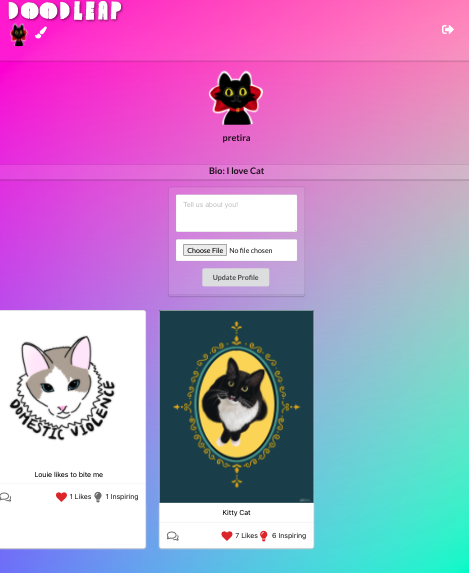 DOODLEAP
pretira
Bio: I love Cat
Tell us about you!
Choose File No file chosen
Update Profile
DOMESTIC VIOLENCE
Louie likes to bite me
1 Likes 1 Inspiring
Kitty Cat
7 Likes 6 Inspiring